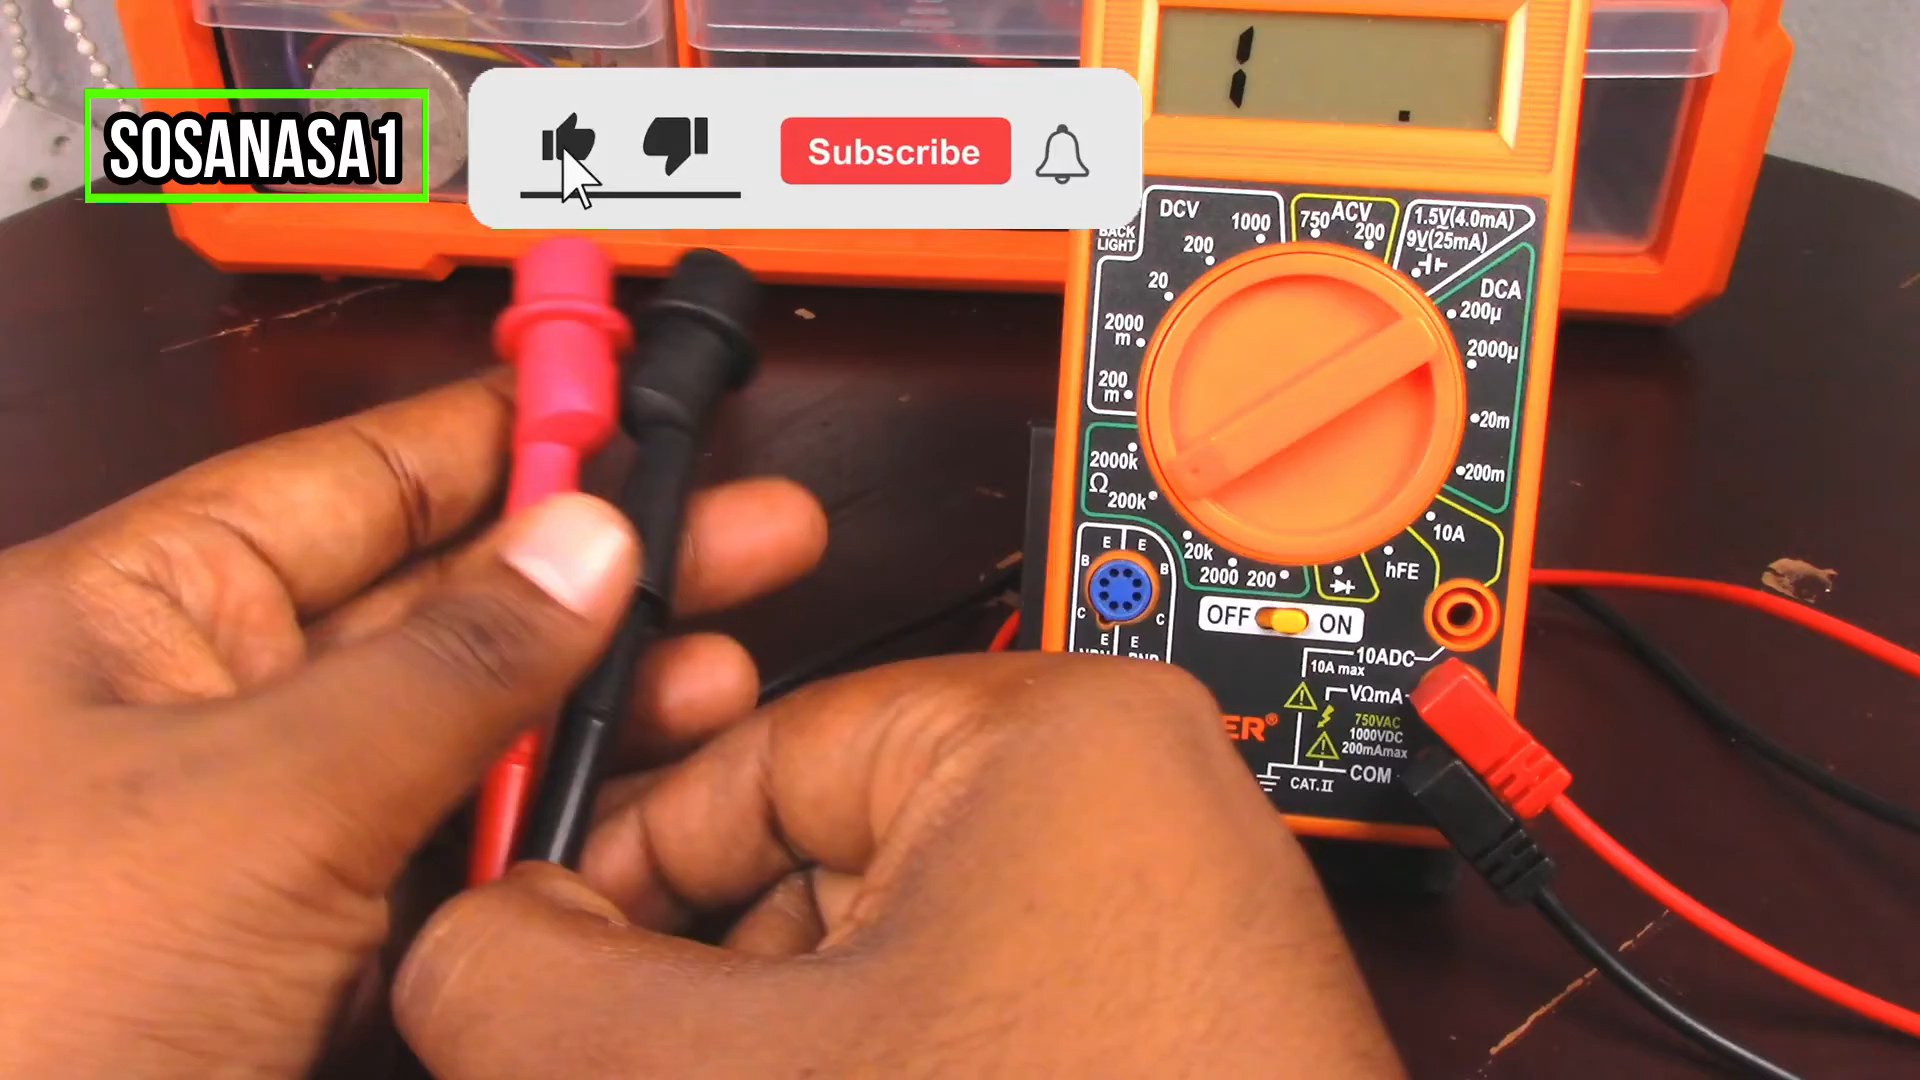 SOSANASA1
Subscribe
1.
DCV
1000
200
20
2000
m
200
m
BACK
LIGHT
750
ACV
200
1.5V(4.0mA)
9V(25mA)
DCA
200µ
2000µ
20m
200m
10A
hFE
2000k
Ω
200k
20k
2000 200
E E
B B
C C
E E
OFF ON
10ADC
10A max
VΩmA
750VAC
1000VDC
200mAmax
COM
CAT.II